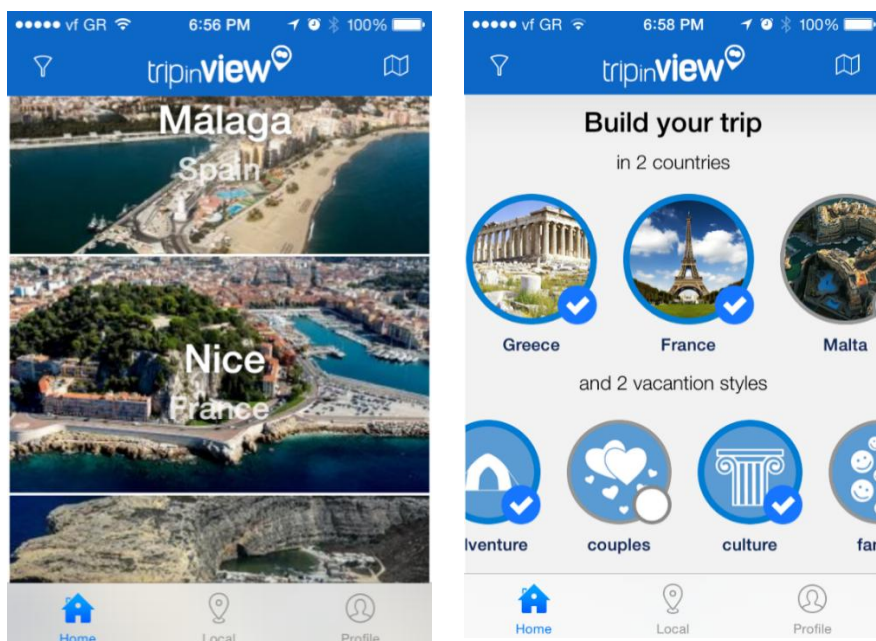 vf GR 6:56 PM 100%
tripinview
Málaga
Spain
Nice
France
Home Local Profile
vf GR 6:58 PM 100%
tripinview
Build your trip
in 2 countries
Greece France Malta
and 2 vacantion styles
lventure couples culture far
Home Local Profile